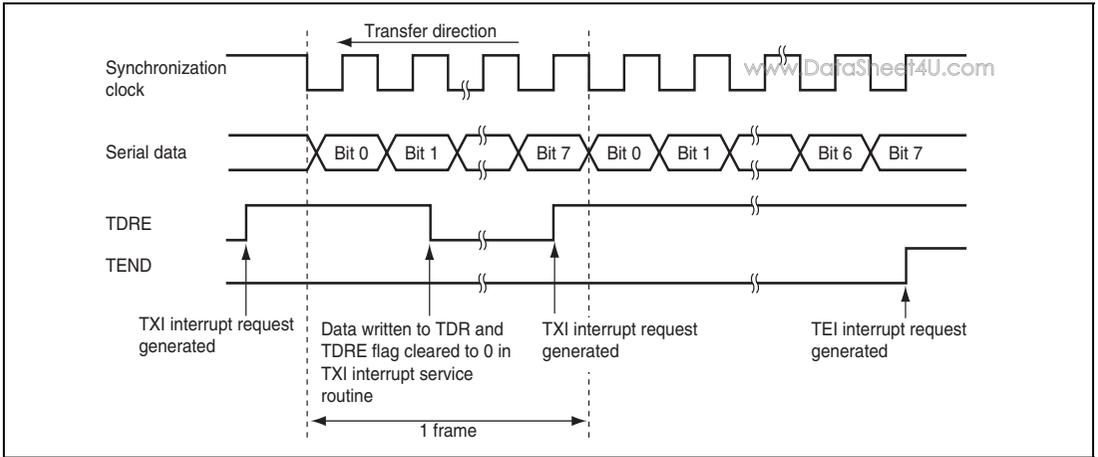 Transfer direction
Synchronization
clock
www.DataSheet4U.com
Serial data
Bit 0
Bit 1
Bit 7
Bit 0
Bit 1
Bit 6
Bit 7
TDRE
TEND
TXI interrupt request
generated
Data written to TDR and
TDRE flag cleared to 0 in
TXI interrupt service
routine
TXI interrupt request
generated
TEI interrupt request
generated
1 frame